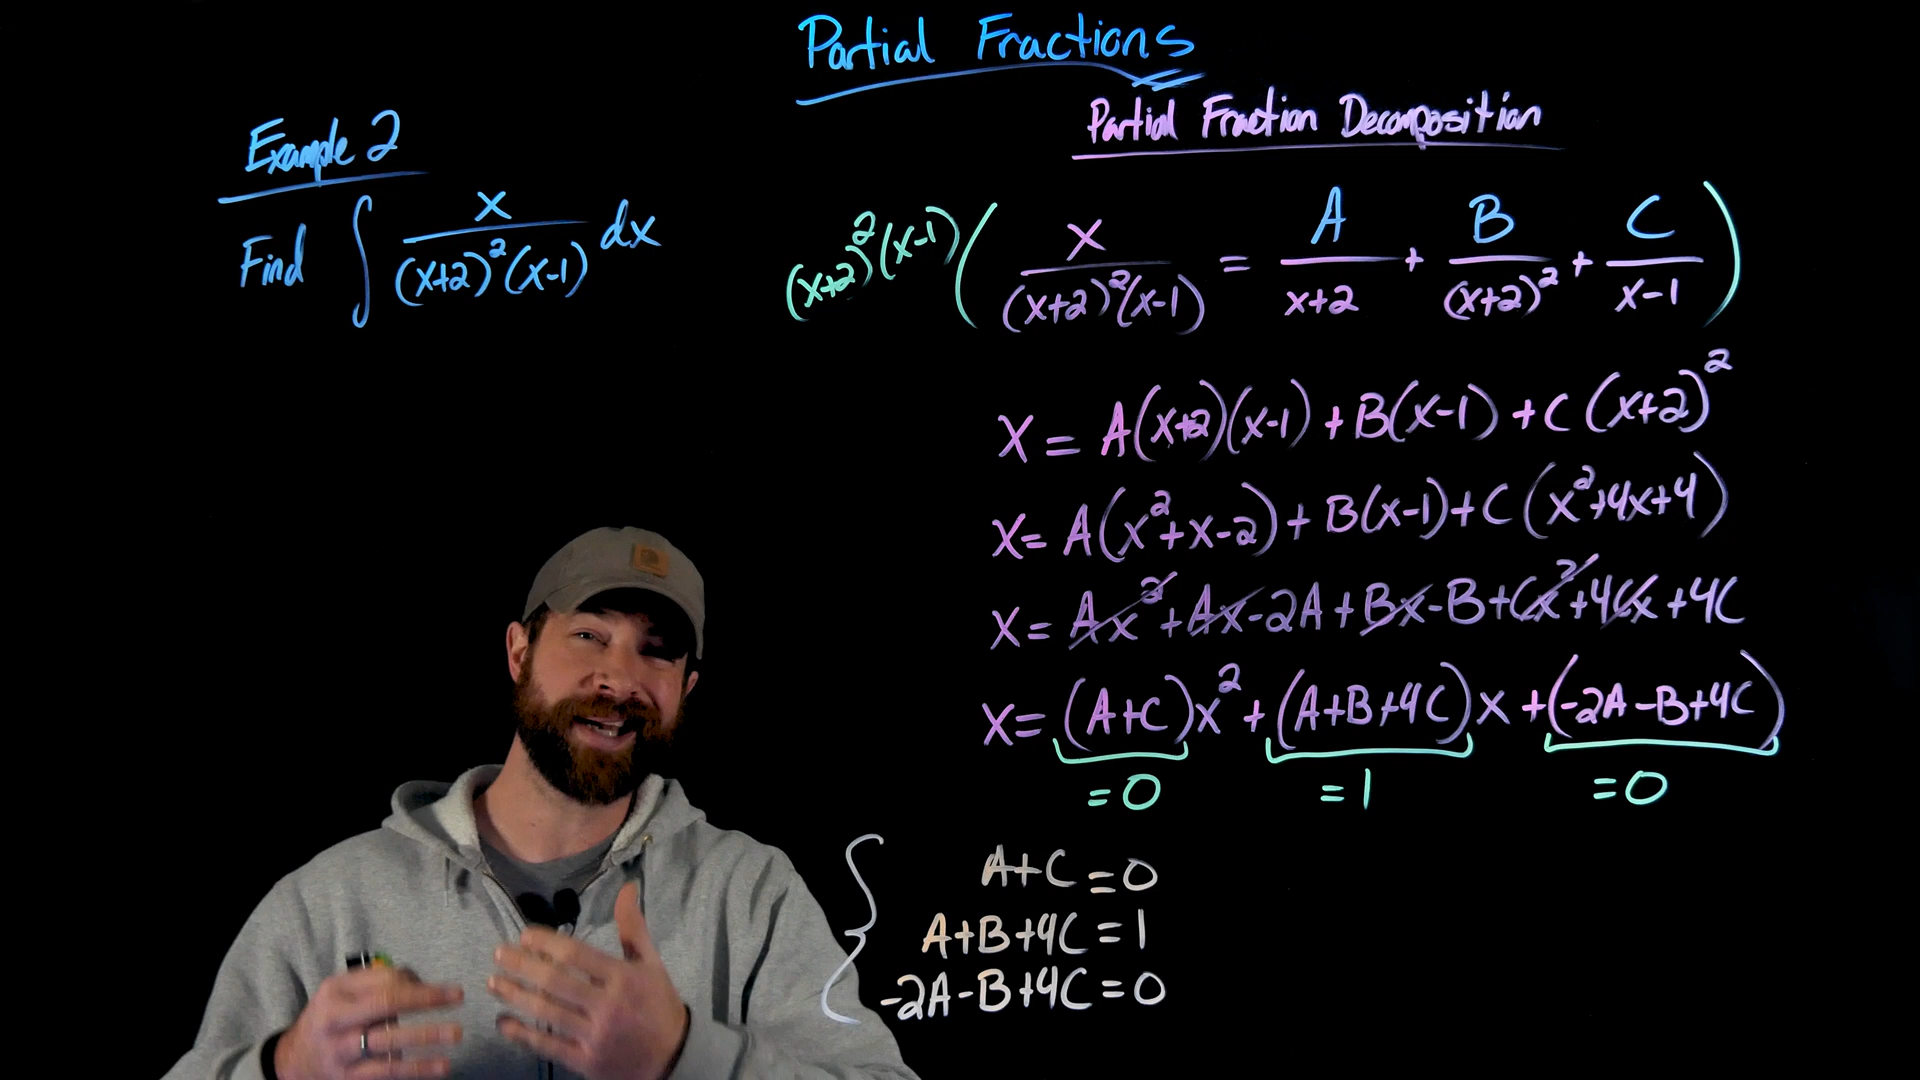 Partial Fractions
Example 2
Find ∫ x/((x+2)²(x-1)) dx
Partial Fraction Decomposition
(x+2)²(x-1) ( x/((x+2)²(x-1)) = A/(x+2) + B/(x+2)² + C/(x-1) )
x = A(x+2)(x-1) + B(x-1) + C(x+2)²
x = A(x²+x-2) + B(x-1) + C(x²+4x+4)
x = Ax² + Ax - 2A + Bx - B + Cx² + 4Cx + 4C
x = (A+C)x² + (A+B+4C)x + (-2A-B+4C)
=0 =1 =0
A+C=0
A+B+4C=1
-2A-B+4C=0